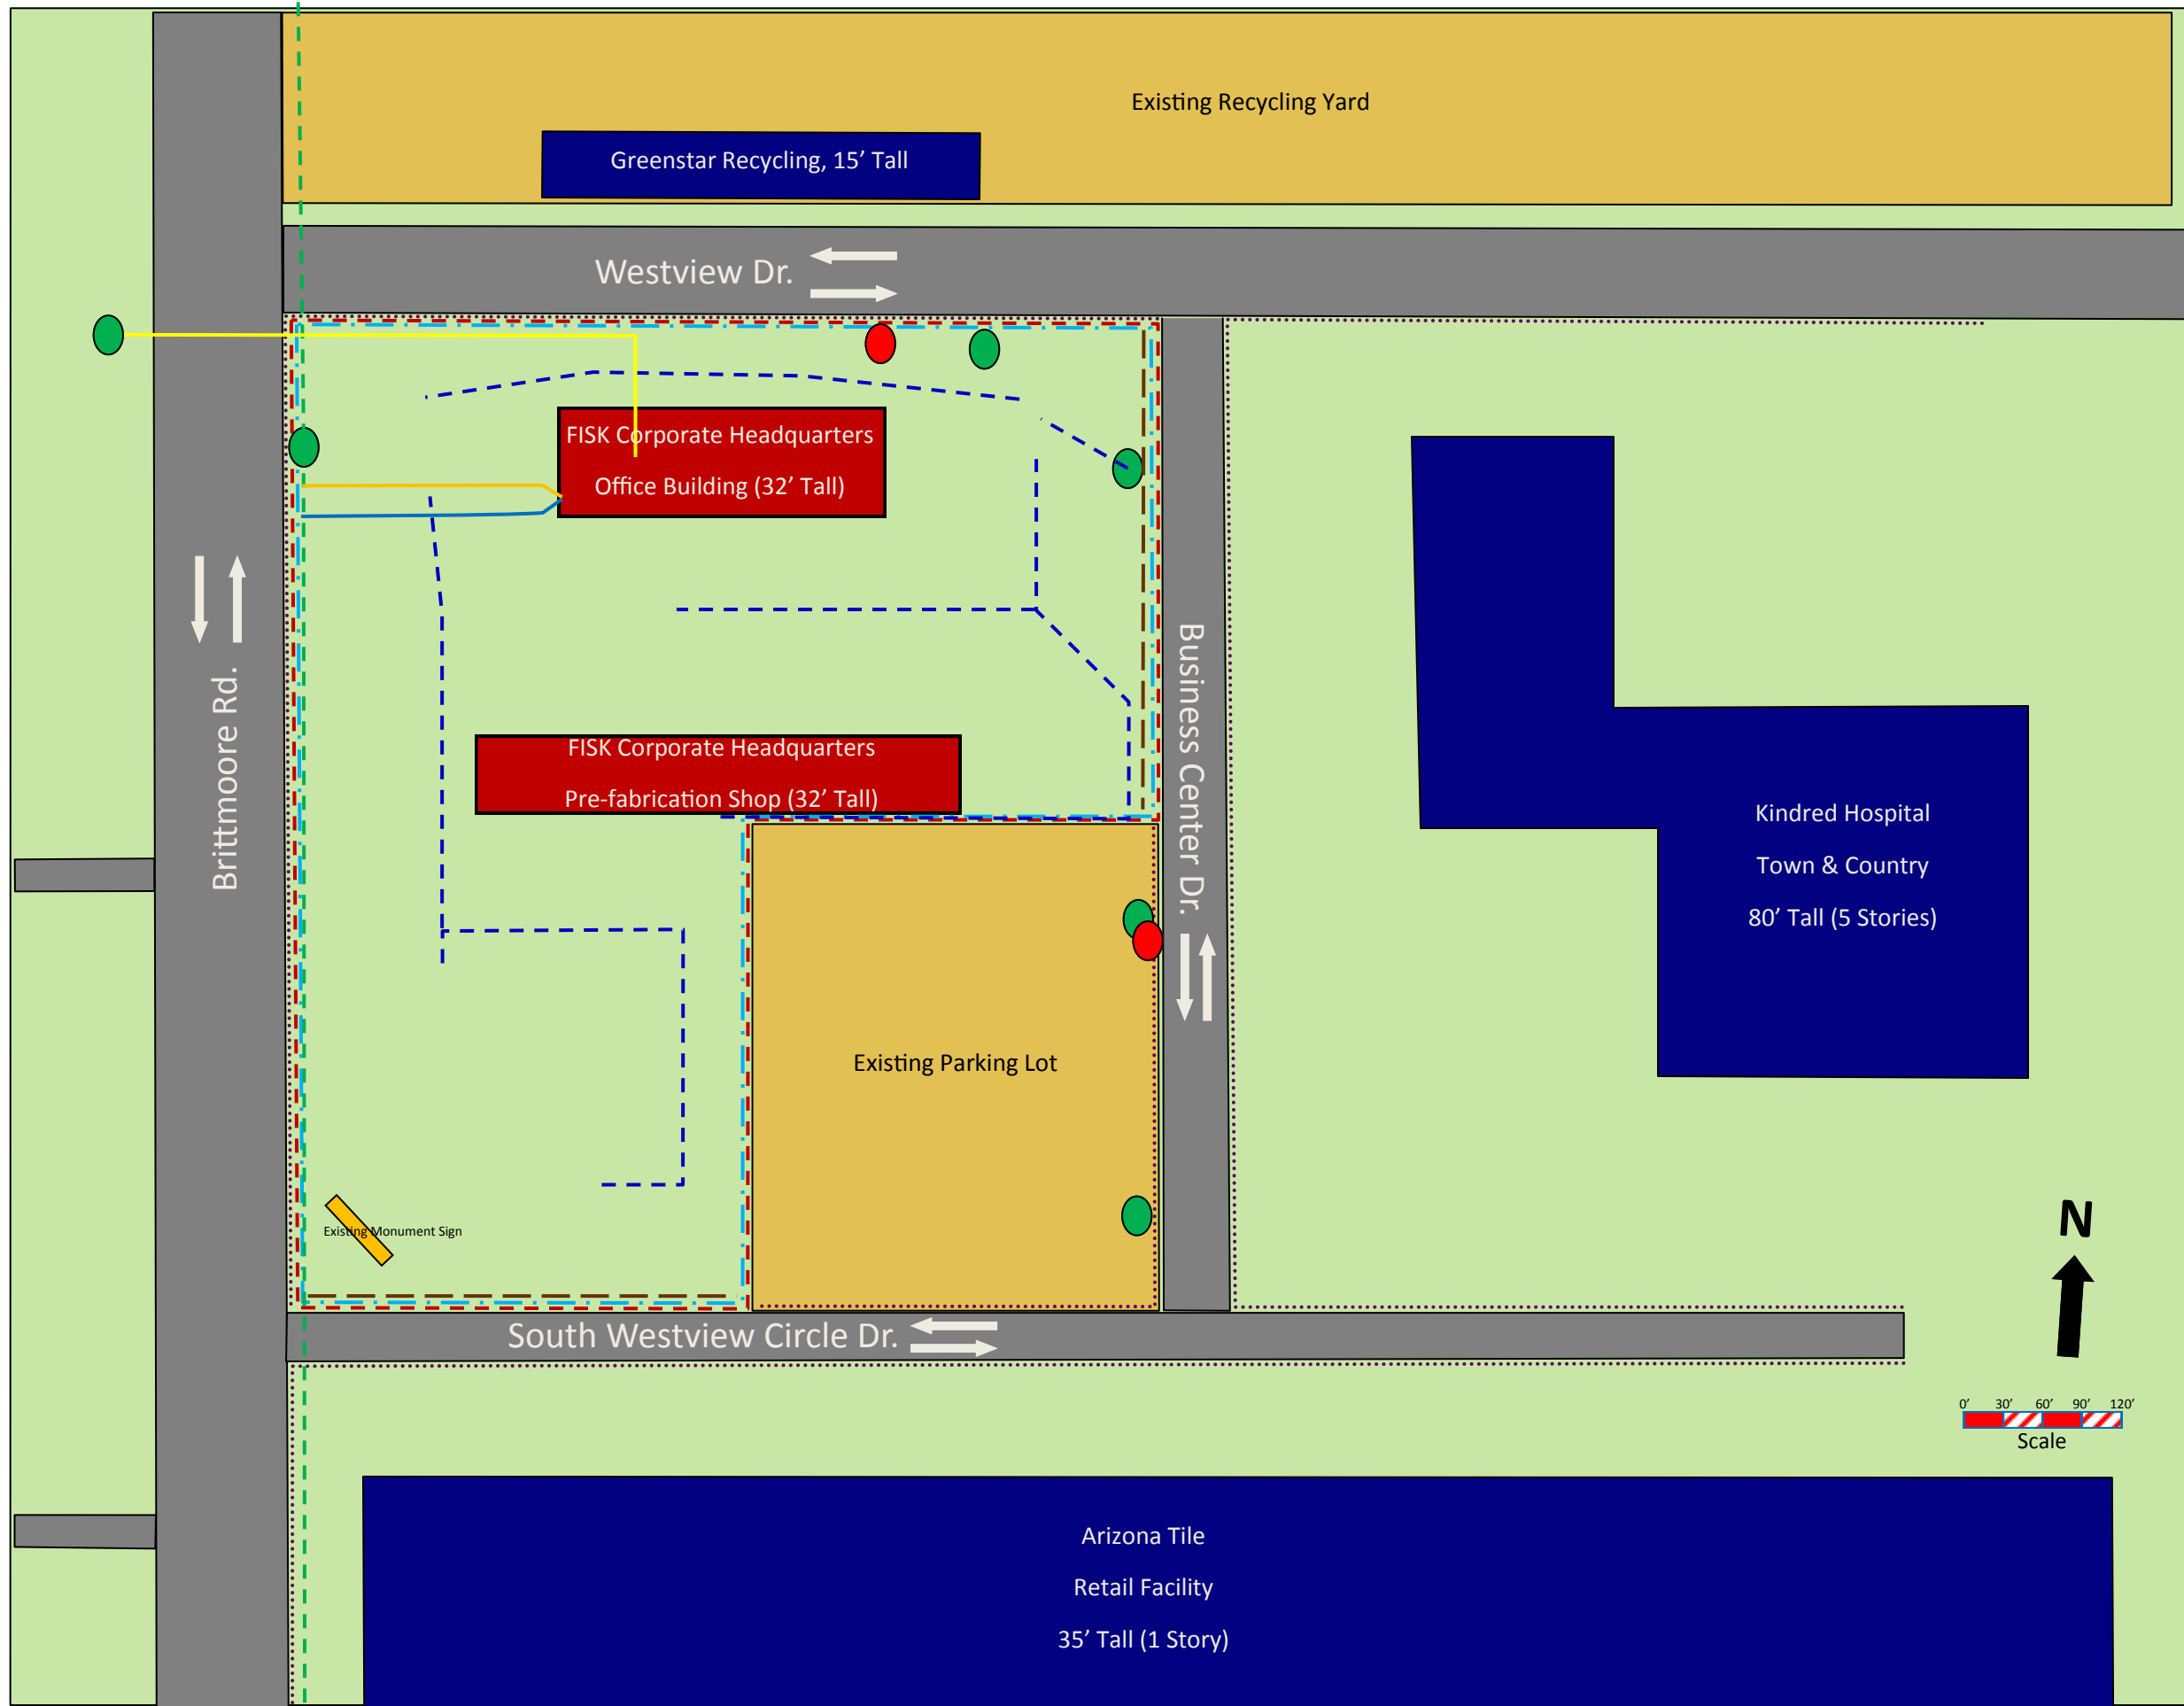 Existing Recycling Yard
Greenstar Recycling, 15’ Tall
Westview Dr.
FISK Corporate Headquarters
Office Building (32’ Tall)
Brittmoore Rd.
Business Center Dr.
FISK Corporate Headquarters
Pre-fabrication Shop (32’ Tall)
Kindred Hospital
Town & Country
80’ Tall (5 Stories)
Existing Parking Lot
Existing Monument Sign
N
South Westview Circle Dr.
0’ 30’ 60’ 90’ 120’
Scale
Arizona Tile
Retail Facility
35’ Tall (1 Story)